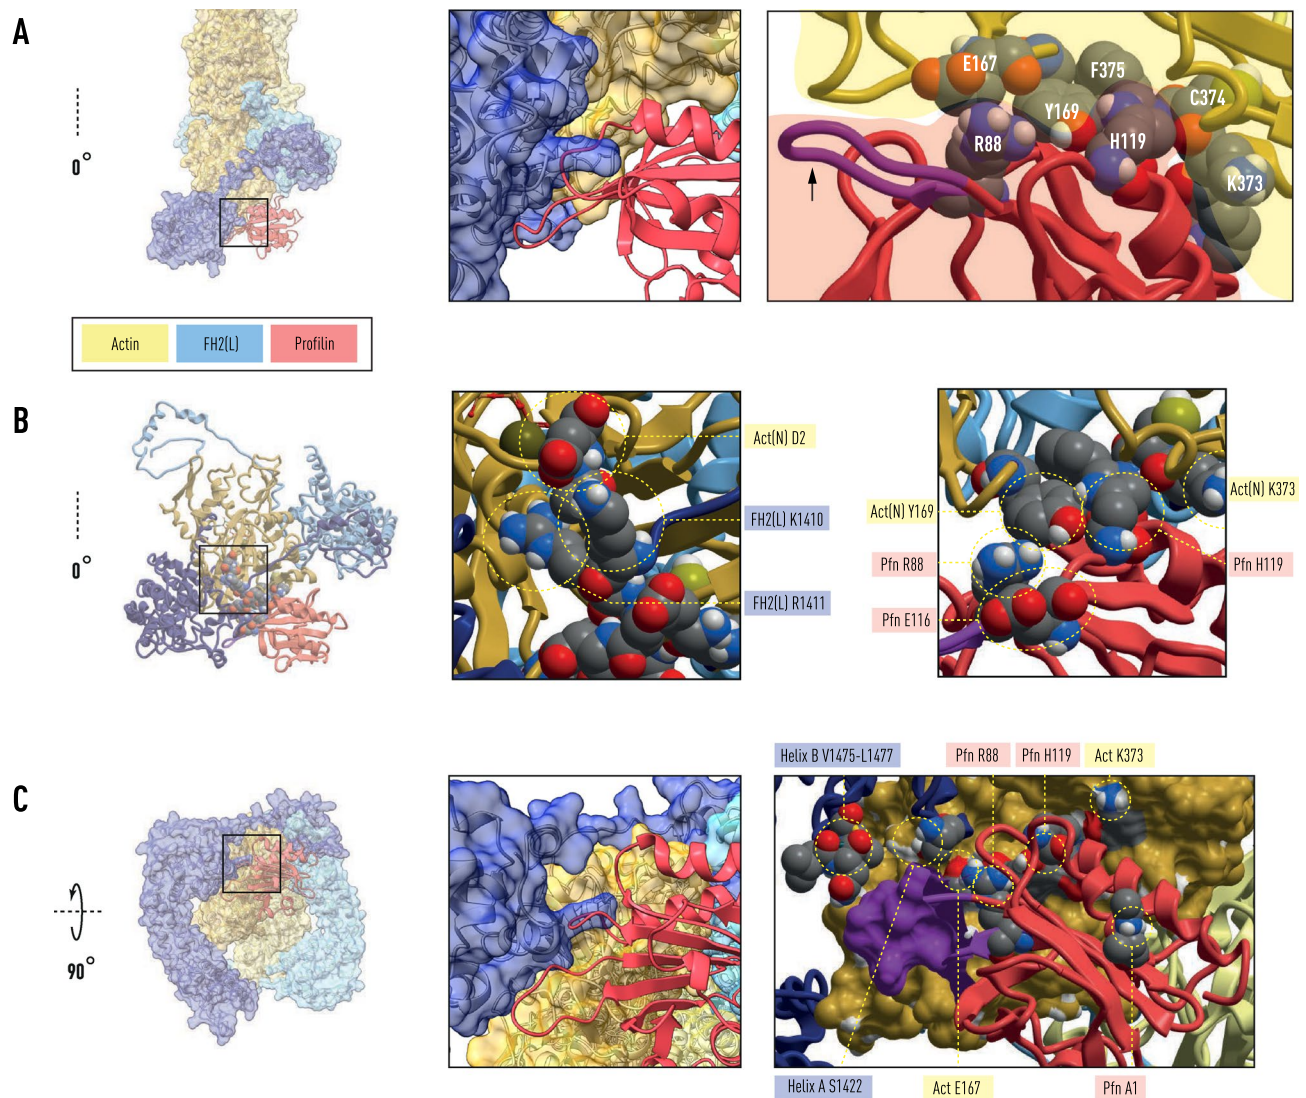 A
0°
E167
F375
Y169
C374
R88
H119
K373
Actin
FH2(L)
Profilin
B
0°
Act(N) D2
FH2(L) K1410
FH2(L) R1411
Act(N) Y169
Pfn R88
Pfn E116
Act(N) K373
Pfn H119
C
90°
Helix B V1475-L1477
Pfn R88
Pfn H119
Act K373
Helix A S1422
Act E167
Pfn A1